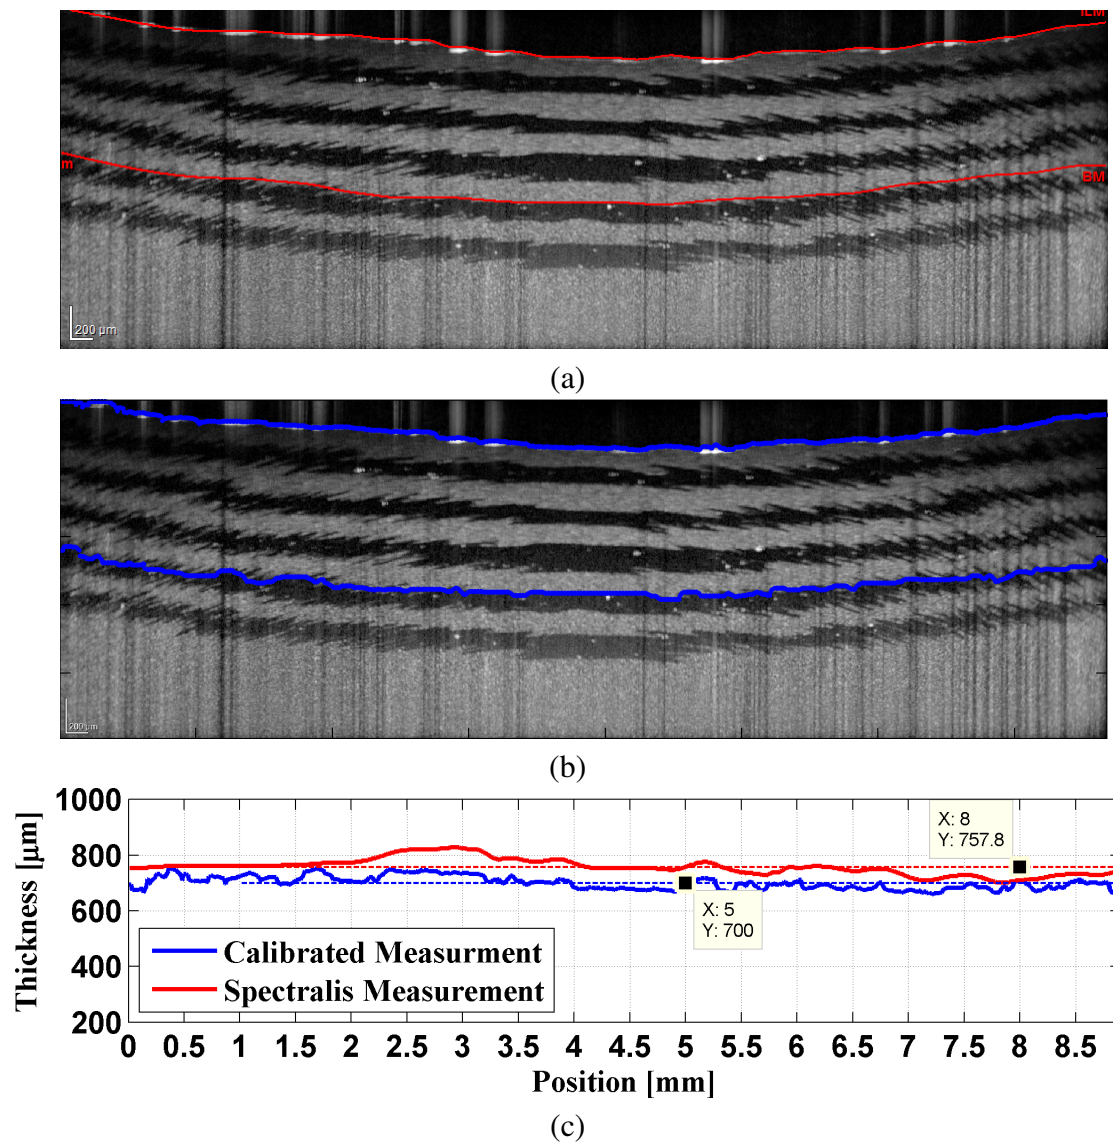 ILM
m
BM
200 µm
(a)
200 µm
(b)
1000
800
600
400
200
Thickness [µm]
X: 8
Y: 757.8
X: 5
Y: 700
Calibrated Measurment
Spectralis Measurement
0 0.5 1 1.5 2 2.5 3 3.5 4 4.5 5 5.5 6 6.5 7 7.5 8 8.5
Position [mm]
(c)